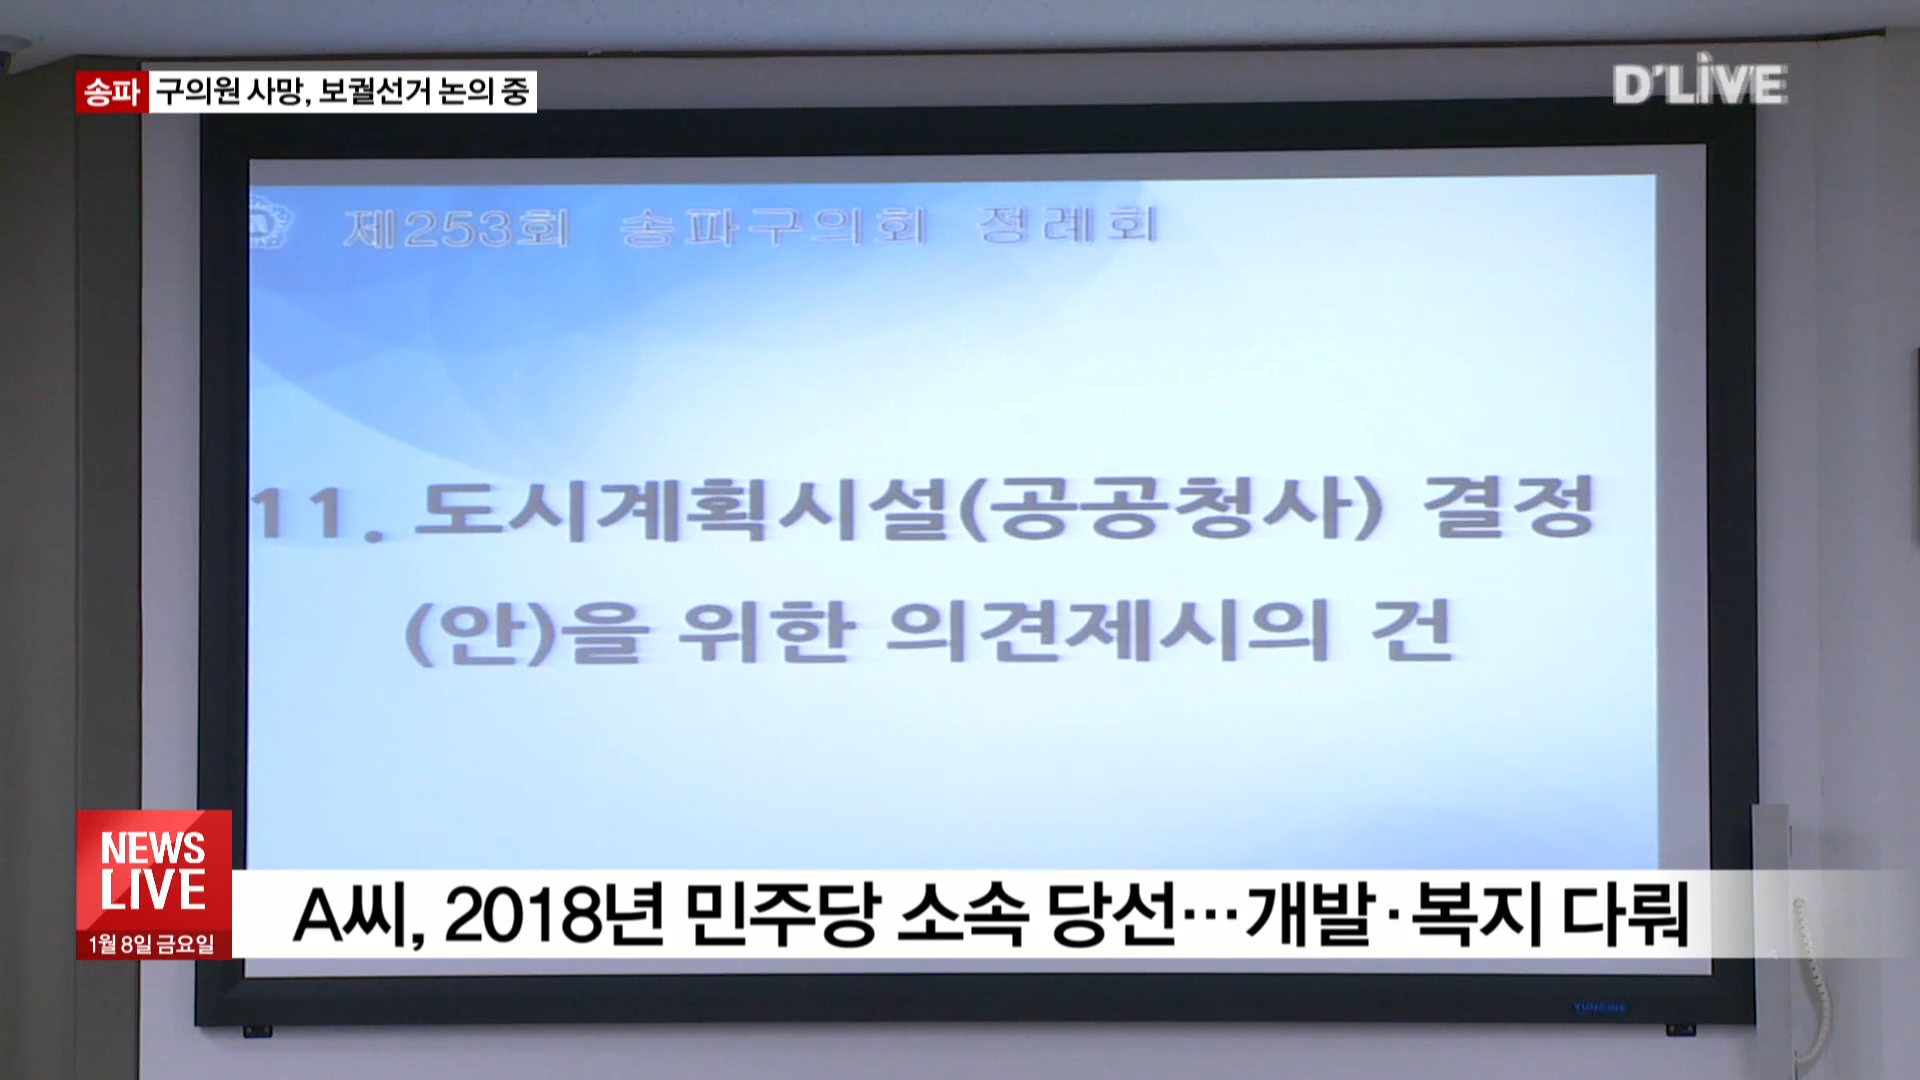 송파 구의원 사망, 보궐선거 논의 중
D'LIVE
제253회 송파구의회 정례회
11. 도시계획시설(공공청사) 결정
(안)을 위한 의견제시의 건
NEWS
LIVE
1월 8일 금요일
A씨, 2018년 민주당 소속 당선…개발·복지 다뤄